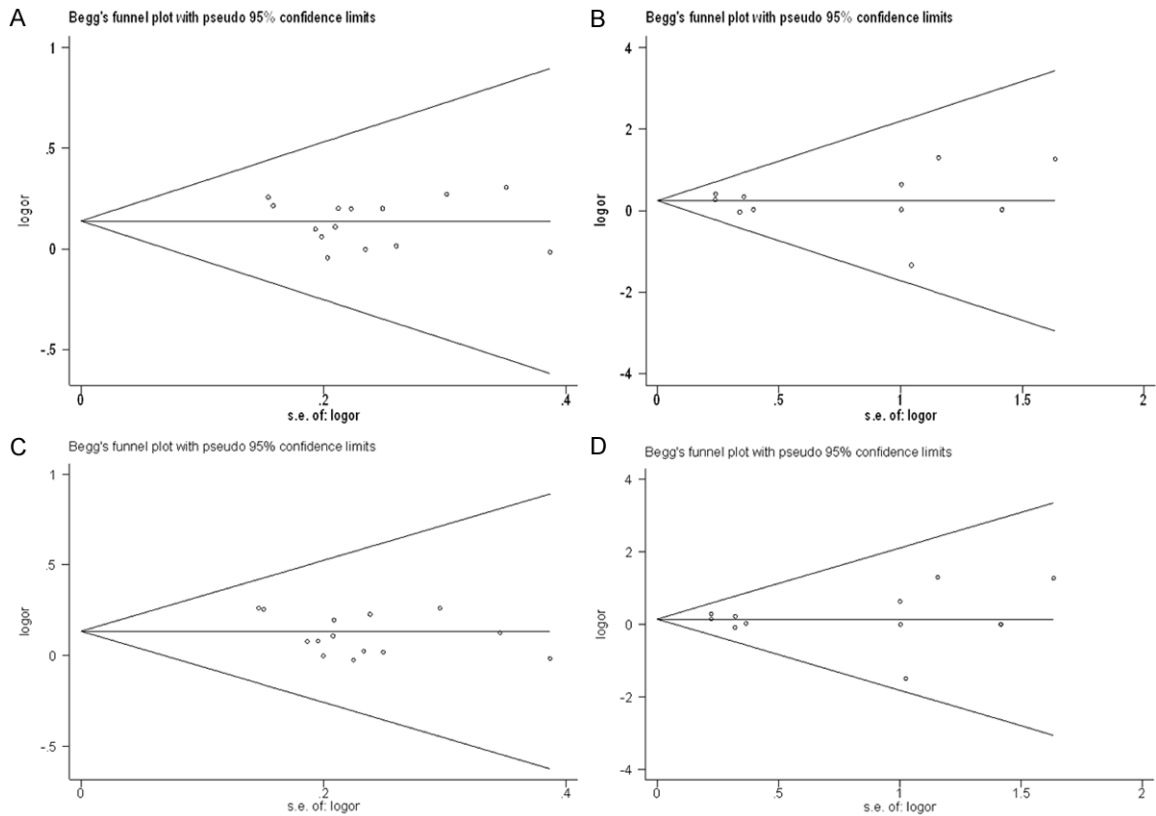 A
Begg's funnel plot with pseudo 95% confidence limits
1
.5
0
-.5
logor
0
.2
.4
s.e. of: logor
B
Begg's funnel plot with pseudo 95% confidence limits
4
2
0
-2
-4
logor
0
.5
1
1.5
2
s.e. of: logor
C
Begg's funnel plot with pseudo 95% confidence limits
1
.5
0
-.5
logor
0
.2
.4
s.e. of: logor
D
Begg's funnel plot with pseudo 95% confidence limits
4
2
0
-2
-4
logor
0
.5
1
1.5
2
s.e. of: logor